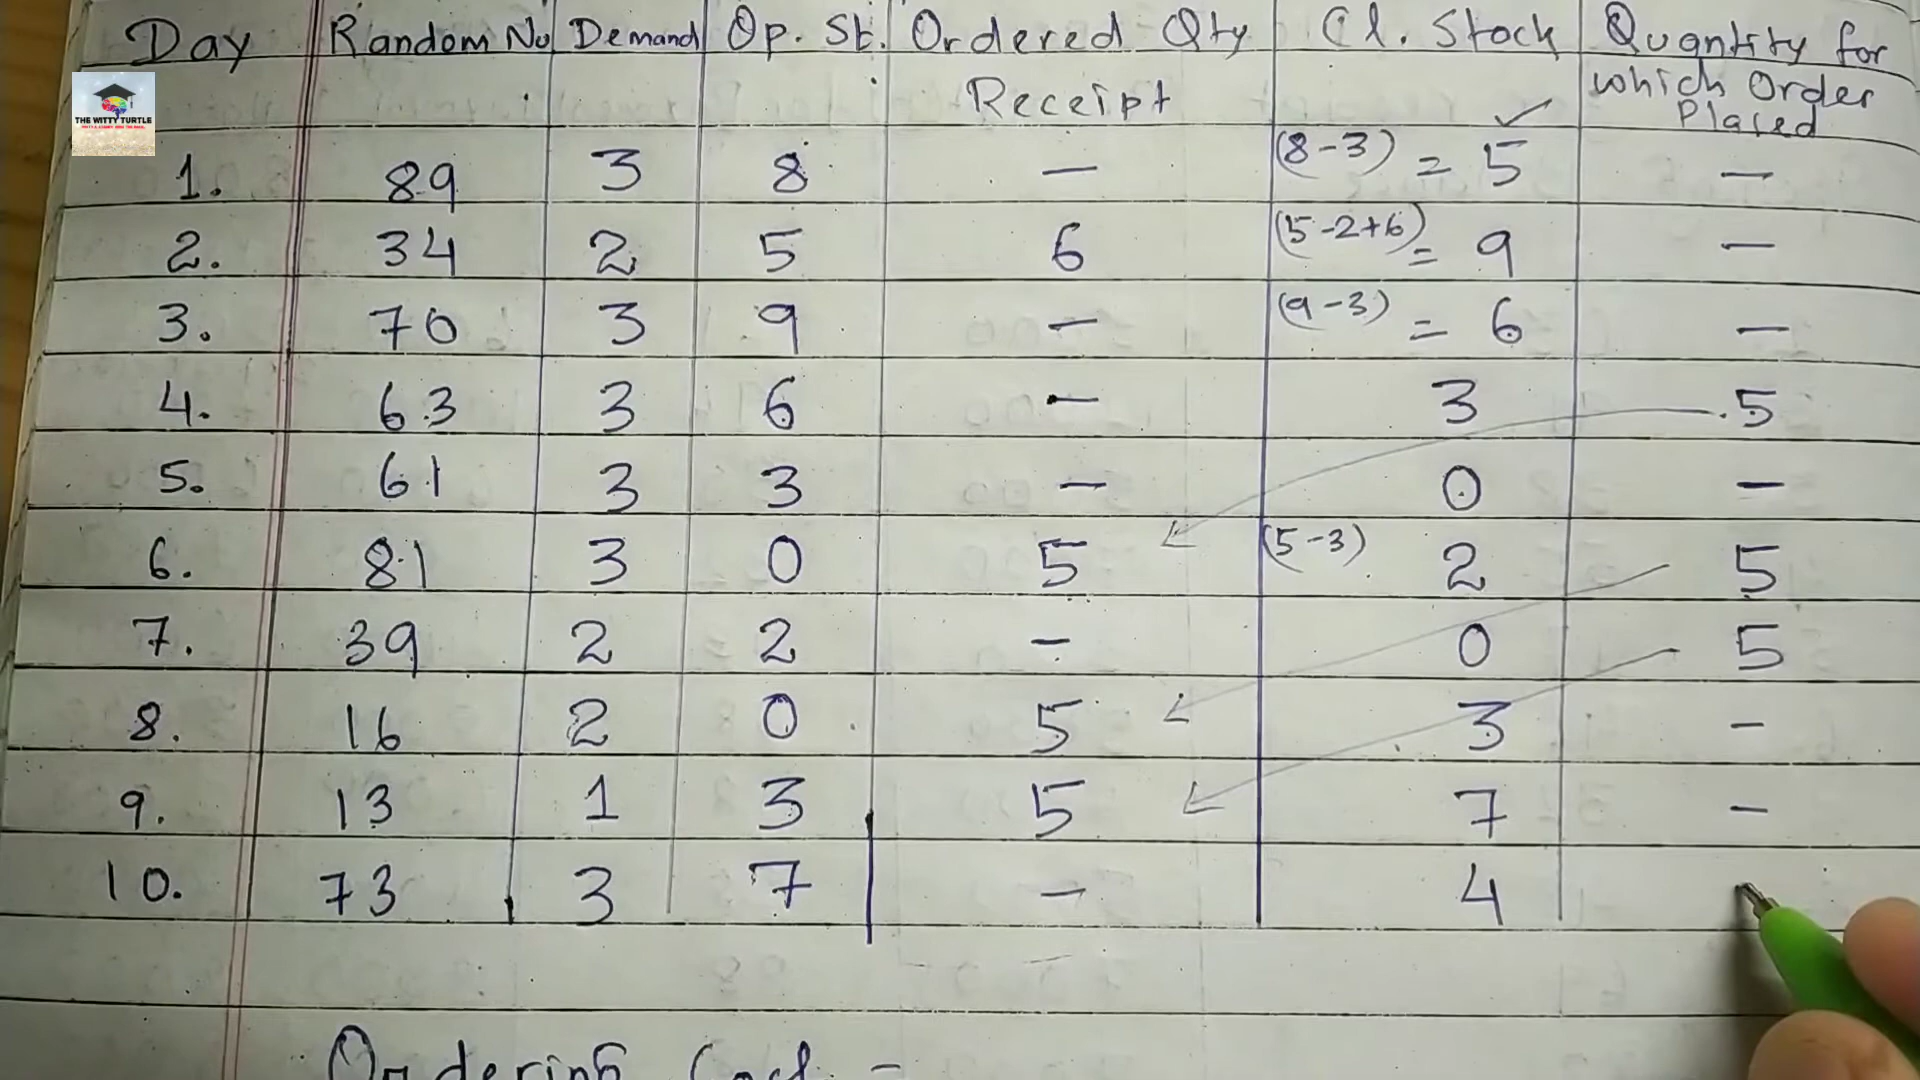 Day Random No Demand Op. St. Ordered Qty Cl. Stock Quantity for
Receipt which Order
Placed
THE WITTY TURTLE
1. 89 3 8 — (8-3) = 5 —
2. 34 2 5 6 (5-2+6) = 9 —
3. 70 3 9 — (9-3) = 6 —
4. 63 3 6 — 3 5
5. 61 3 3 — 0 —
6. 81 3 0 5 (5-3) 2 5
7. 39 2 2 - 0 5
8. 16 2 0 5 3 -
9. 13 1 3 5 7 -
10. 73 3 7 — 4 -
Ordering Cost -